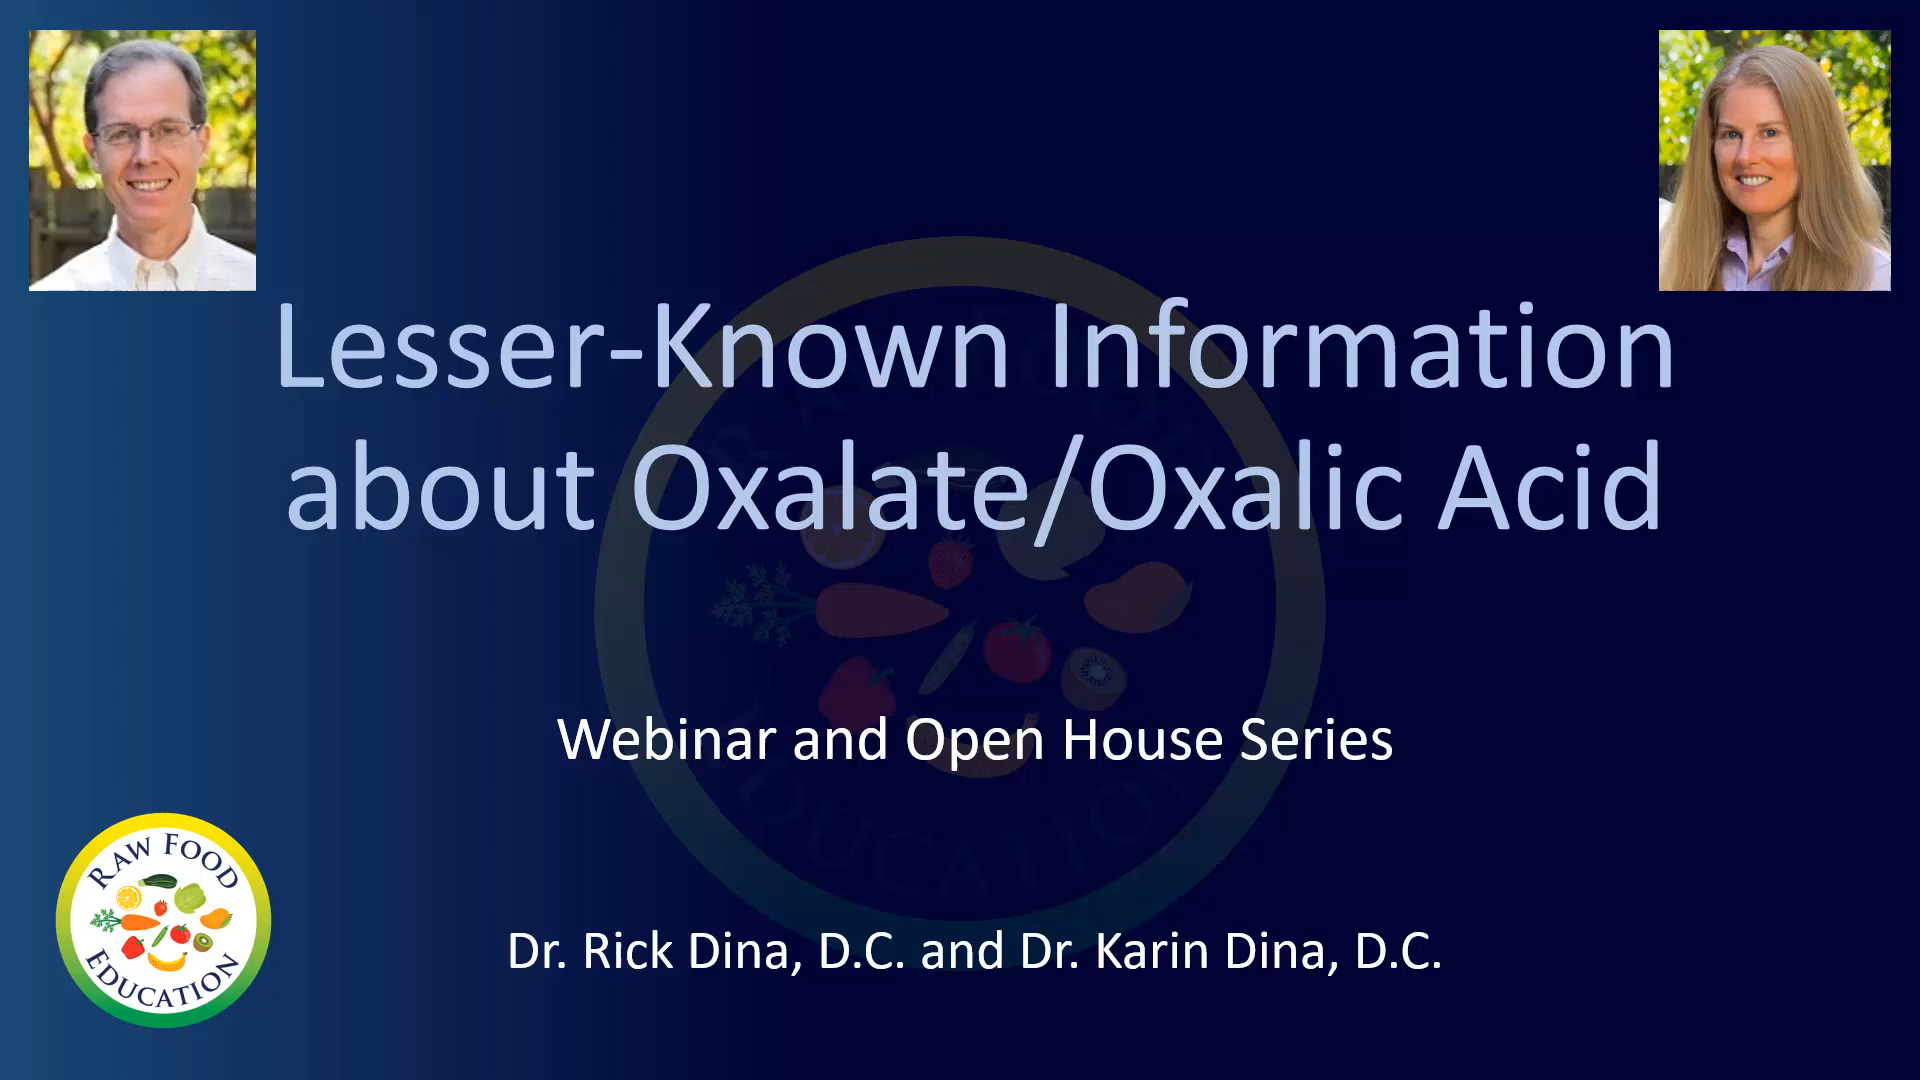 Lesser-Known Information
about Oxalate/Oxalic Acid
Webinar and Open House Series
RAW FOOD
EDUCATION
Dr. Rick Dina, D.C. and Dr. Karin Dina, D.C.